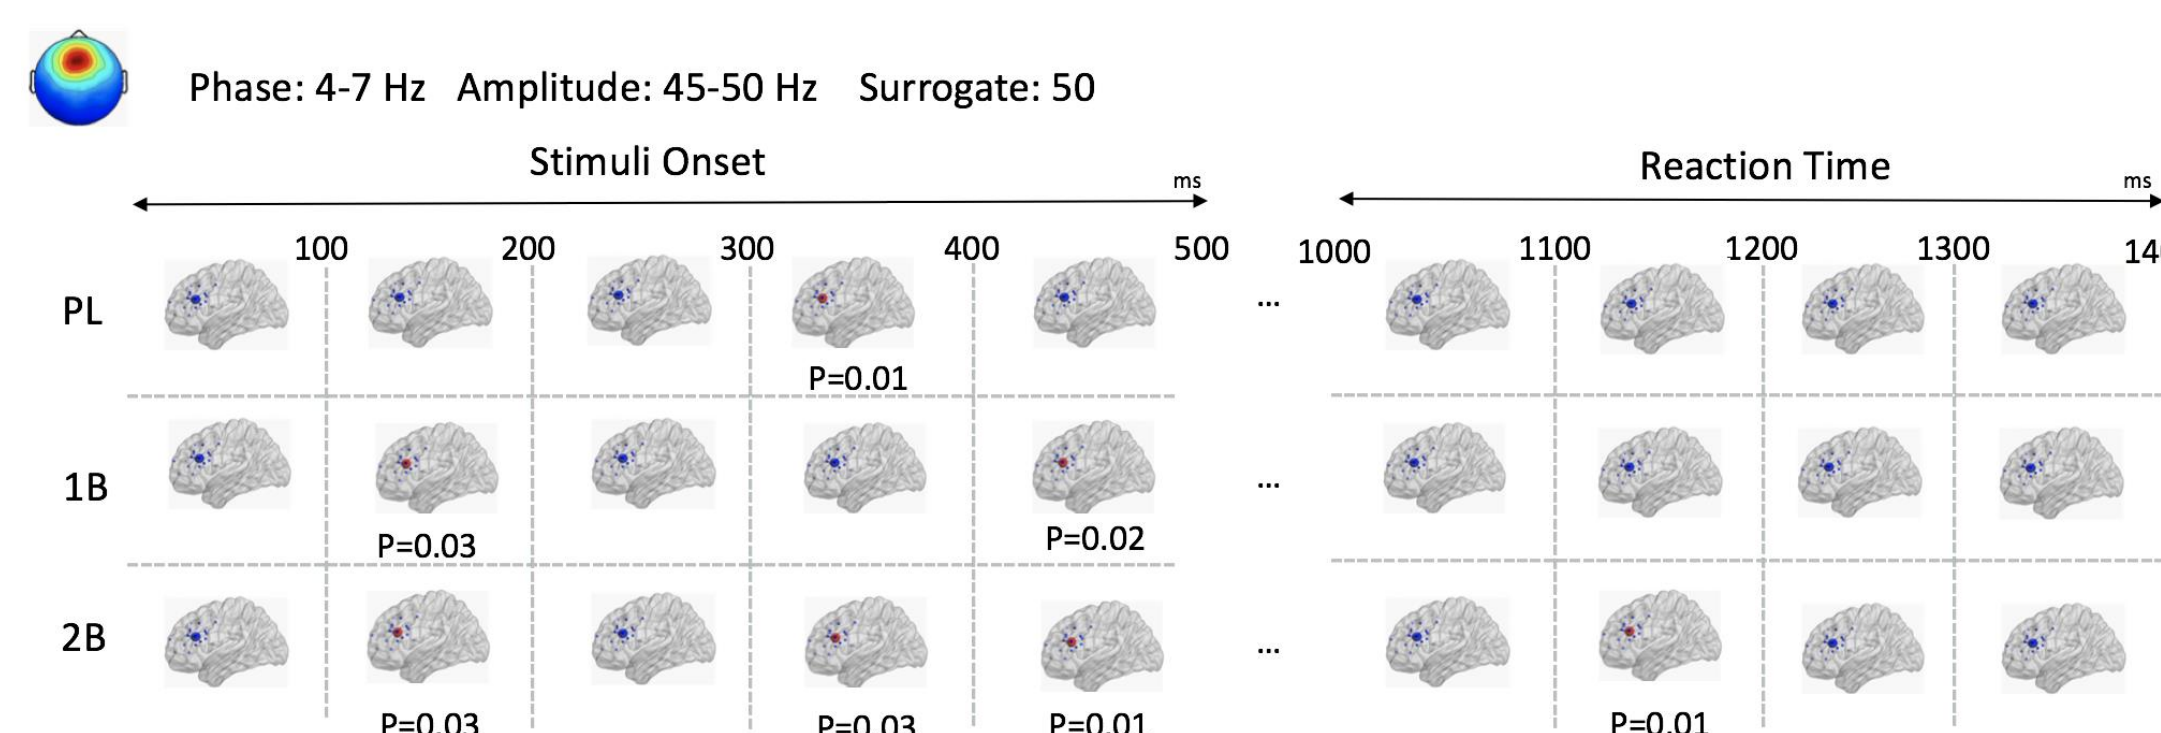 Phase: 4-7 Hz Amplitude: 45-50 Hz Surrogate: 50
Stimuli Onset
Reaction Time
ms
ms
100 200 300 400 500 1000 1100 1200 1300 14
PL
...
P=0.01
1B
...
P=0.03
P=0.02
2B
...
P=0.03 P=0.03 P=0.01 P=0.01